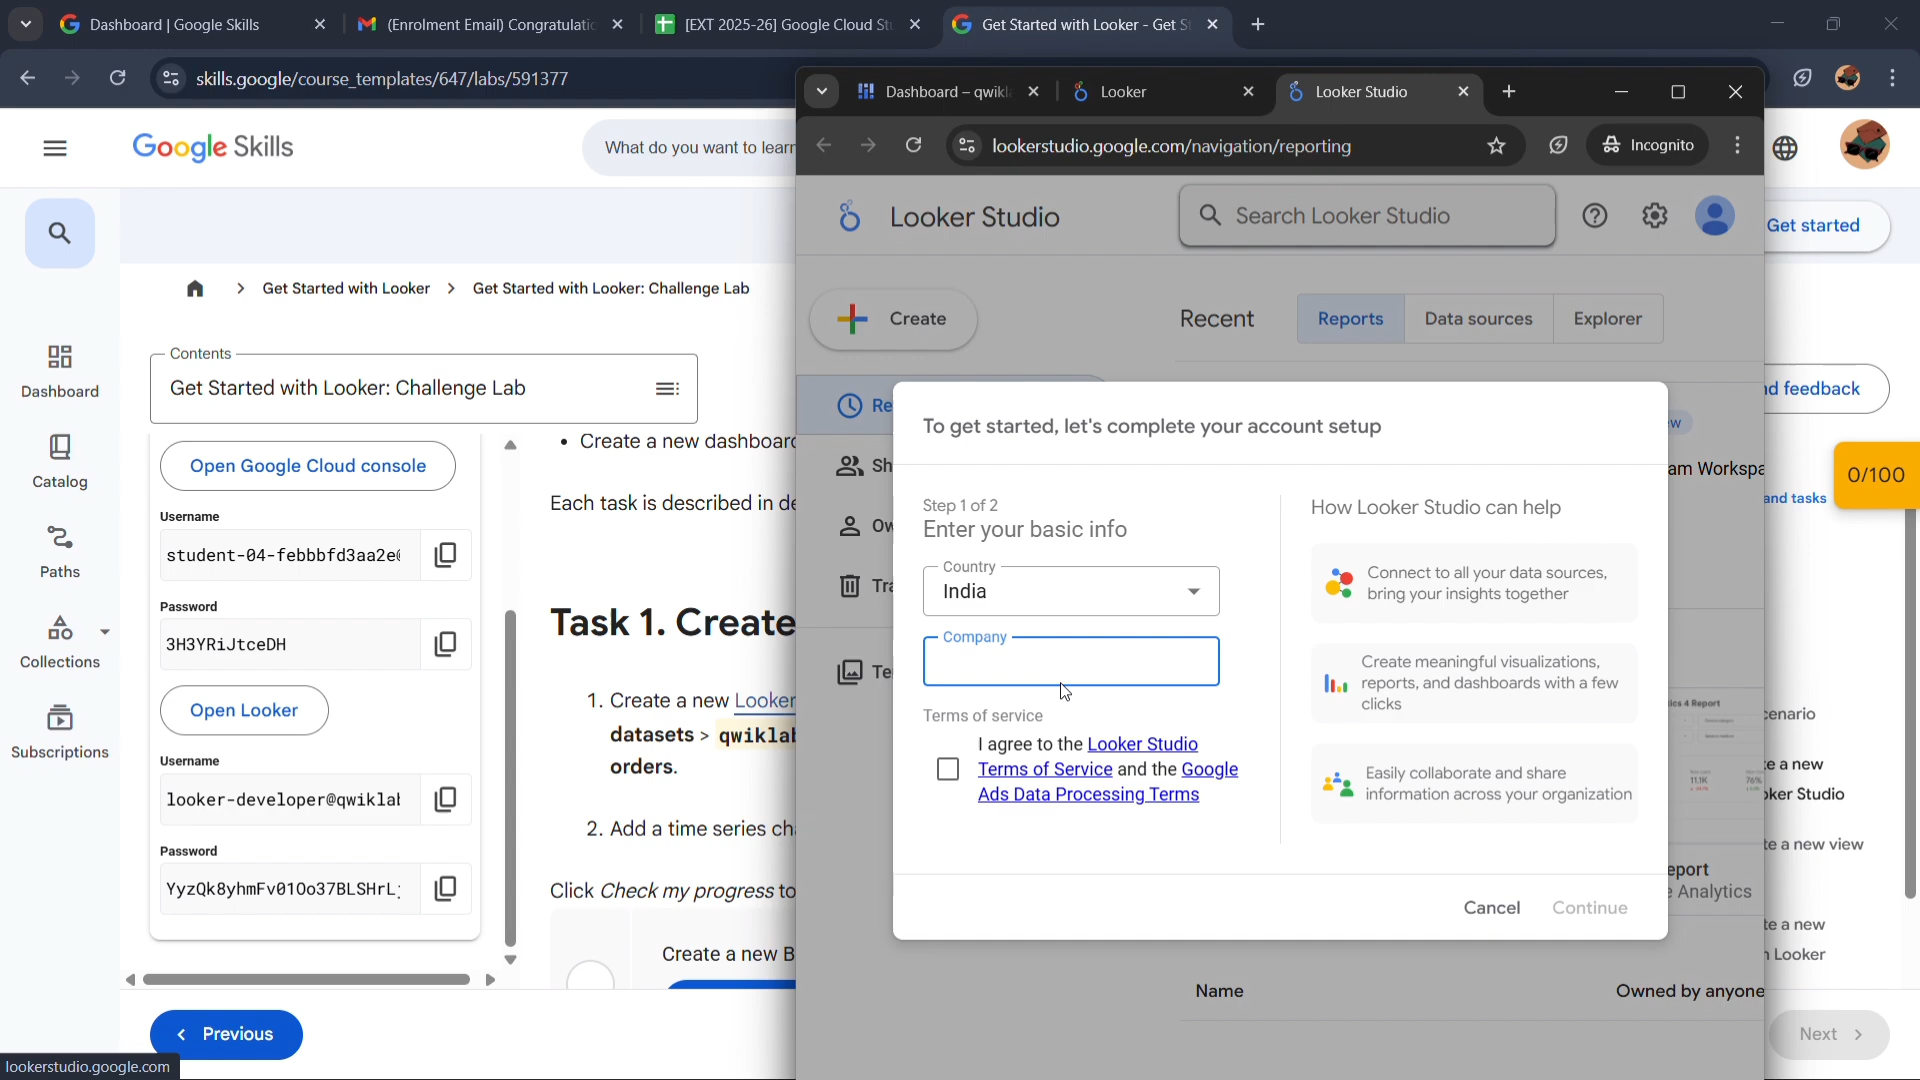 Dashboard | Google Skills
(Enrolment Email) Congratulatic
[EXT 2025-26] Google Cloud Stu
Get Started with Looker - Get St
skills.google/course_templates/647/labs/591377
Dashboard – qwikla
Looker
Looker Studio
lookerstudio.google.com/navigation/reporting
Incognito
Google Skills
What do you want to learn
Looker Studio
Search Looker Studio
Get started
Get Started with Looker
Get Started with Looker: Challenge Lab
Create
Recent
Reports
Data sources
Explorer
Contents
Get Started with Looker: Challenge Lab
Dashboard
Catalog
Paths
Collections
Subscriptions
Open Google Cloud console
Username
student-04-febbbfd3aa2e@
Password
3H3YRiJtceDH
Open Looker
Username
looker-developer@qwiklab
Password
YyzQk8yhmFv01Oo37BLSHrL
• Create a new dashboard
Each task is described in de
Task 1. Create
1. Create a new Looker
datasets > qwiklab
orders.
2. Add a time series cha
Click Check my progress to
Create a new B
Previous
lookerstudio.google.com
Re
Sh
Ow
Tra
Te
To get started, let's complete your account setup
Step 1 of 2
Enter your basic info
Country
India
Company
Terms of service
I agree to the Looker Studio
Terms of Service and the Google
Ads Data Processing Terms
How Looker Studio can help
Connect to all your data sources,
bring your insights together
Create meaningful visualizations,
reports, and dashboards with a few
clicks
Easily collaborate and share
information across your organization
Cancel
Continue
Name
Owned by anyone
ew
am Workspa
ics 4 Report
11.1K
76%
eport
e Analytics
nd feedback
0/100
and tasks
cenario
te a new
oker Studio
te a new view
te a new
n Looker
Next